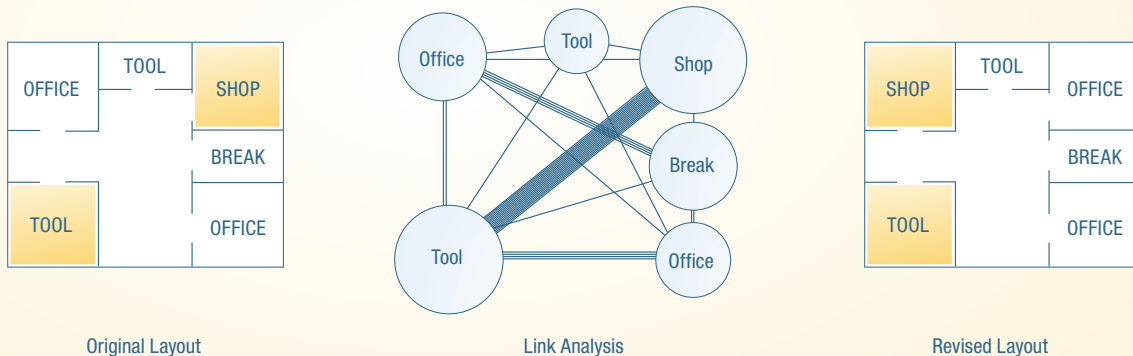 OFFICE
TOOL
SHOP
BREAK
TOOL
OFFICE
Original Layout
Office
Tool
Shop
Break
Tool
Office
Link Analysis
SHOP
TOOL
OFFICE
BREAK
TOOL
OFFICE
Revised Layout